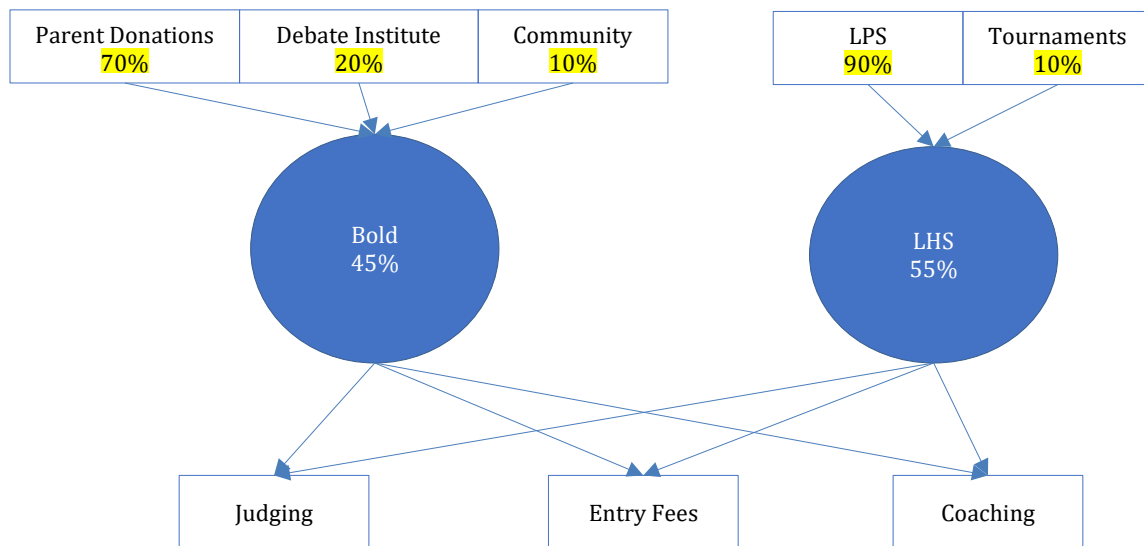 Parent Donations
70%
Debate Institute
20%
Community
10%
LPS
90%
Tournaments
10%
Bold
45%
LHS
55%
Judging
Entry Fees
Coaching